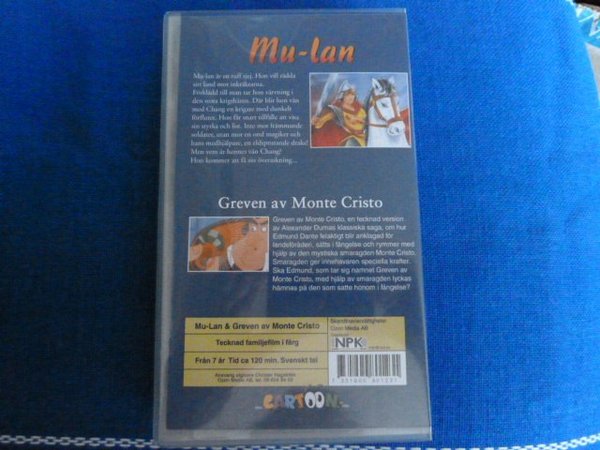 Mu-lan
Mu-lan är en tuff tjej. Hon vill rädda
sitt land mot inkräktarna.
Förklädd till man tar hon värvning i
den stora krigshären. Där blir hon vän
med Chang en krigare med dunkelt
förflutet. Hon får snart tillfälle att visa
sin styrka och list. Inte mot främmande
soldater, utan mot en ond magiker och
hans medhjälpare, en eldsprutande drake!
Men vem är hennes vän Chang?
Hon kommer att få sin överraskning...
Greven av Monte Cristo
Greven av Monte Cristo, en tecknad version
av Alexander Dumas klassiska saga, om hur
Edmund Dante felaktigt blir anklagad för
landsförräderi, sätts i fängelse och rymmer med
hjälp av den mystiska smaragden Monte Cristo.
Smaragden ger innehavaren speciella krafter.
Ska Edmund, som tar sig namnet Greven av
Monte Cristo, med hjälp av smaragden lyckas
hämnas på den som satte honom i fängelse?
Mu-Lan & Greven av Monte Cristo
Tecknad familjefilm i färg
Från 7 år Tid ca 120 min. Svenskt tal
Ansvarig utgivare Christer Hagström
Skandinavienrättigheter
Ozon Media AB
NPK
CARTOON